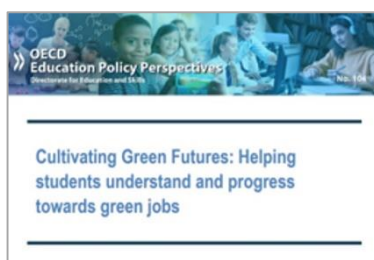 OECD
Education Policy Perspectives
Directorate for Education and Skills
No. 104
Cultivating Green Futures: Helping
students understand and progress
towards green jobs